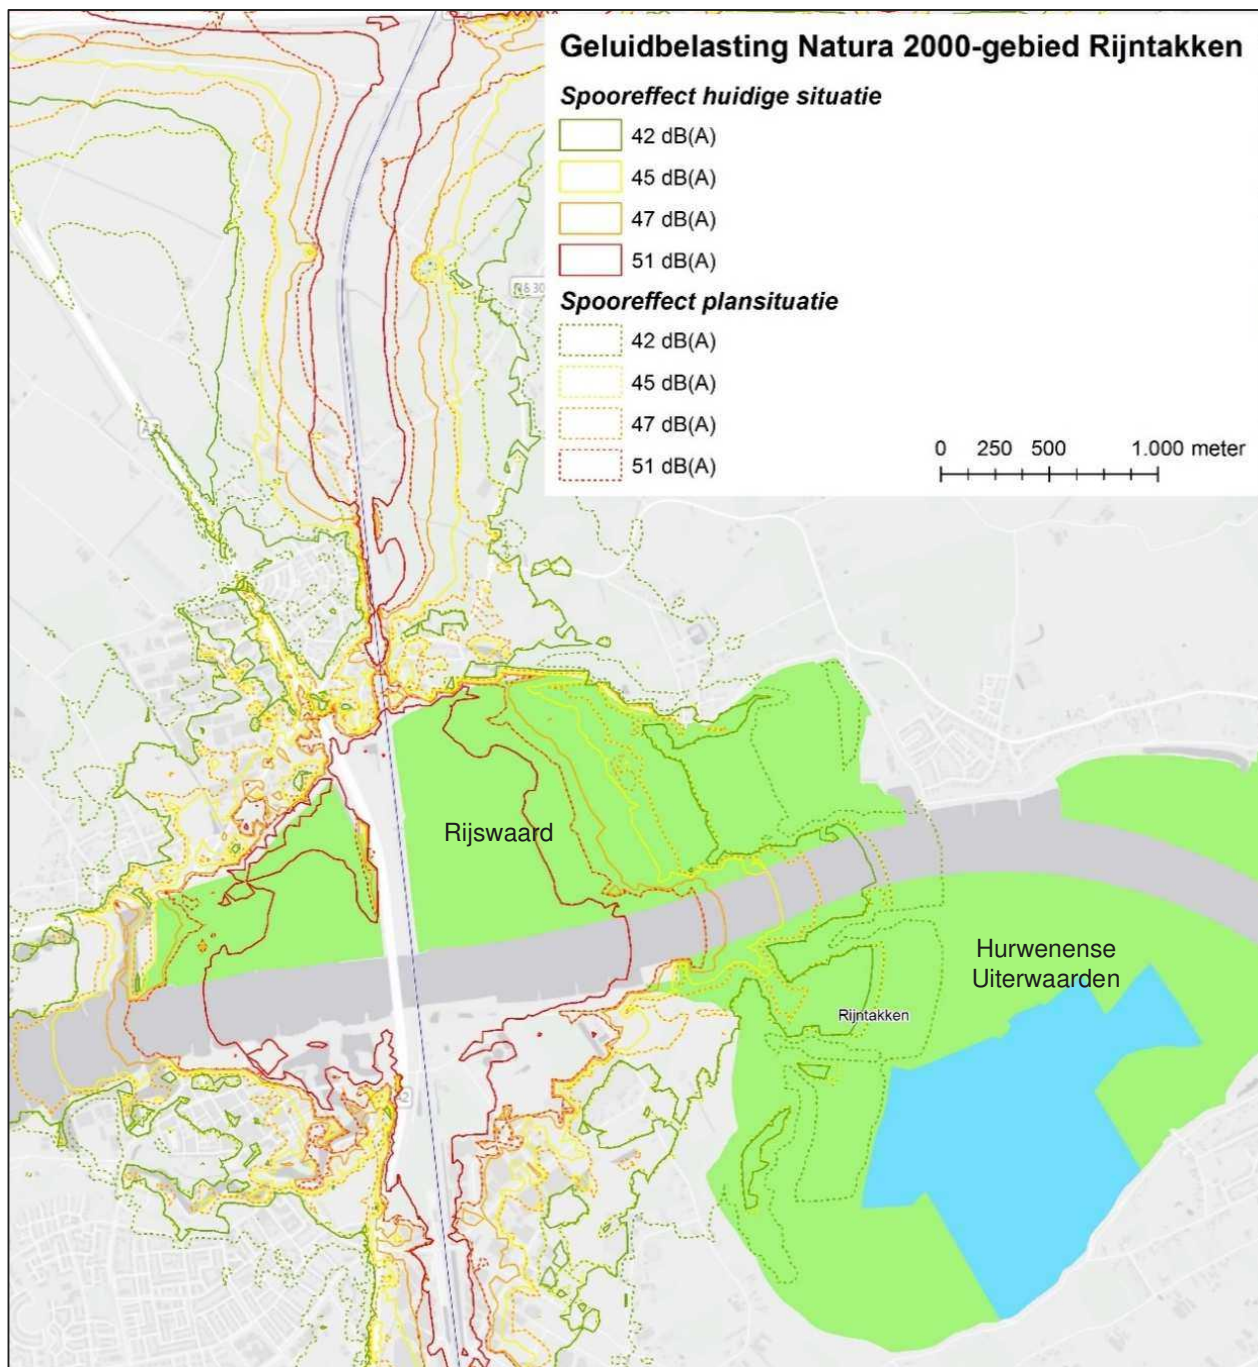 Geluidbelasting Natura 2000-gebied Rijntakken
Spooreffect huidige situatie
42 dB(A)
45 dB(A)
47 dB(A)
51 dB(A)
Spooreffect plansituatie
42 dB(A)
45 dB(A)
47 dB(A)
51 dB(A)
0 250 500 1.000 meter
Rijswaard
Hurwenense
Uiterwaarden
Rijntakken